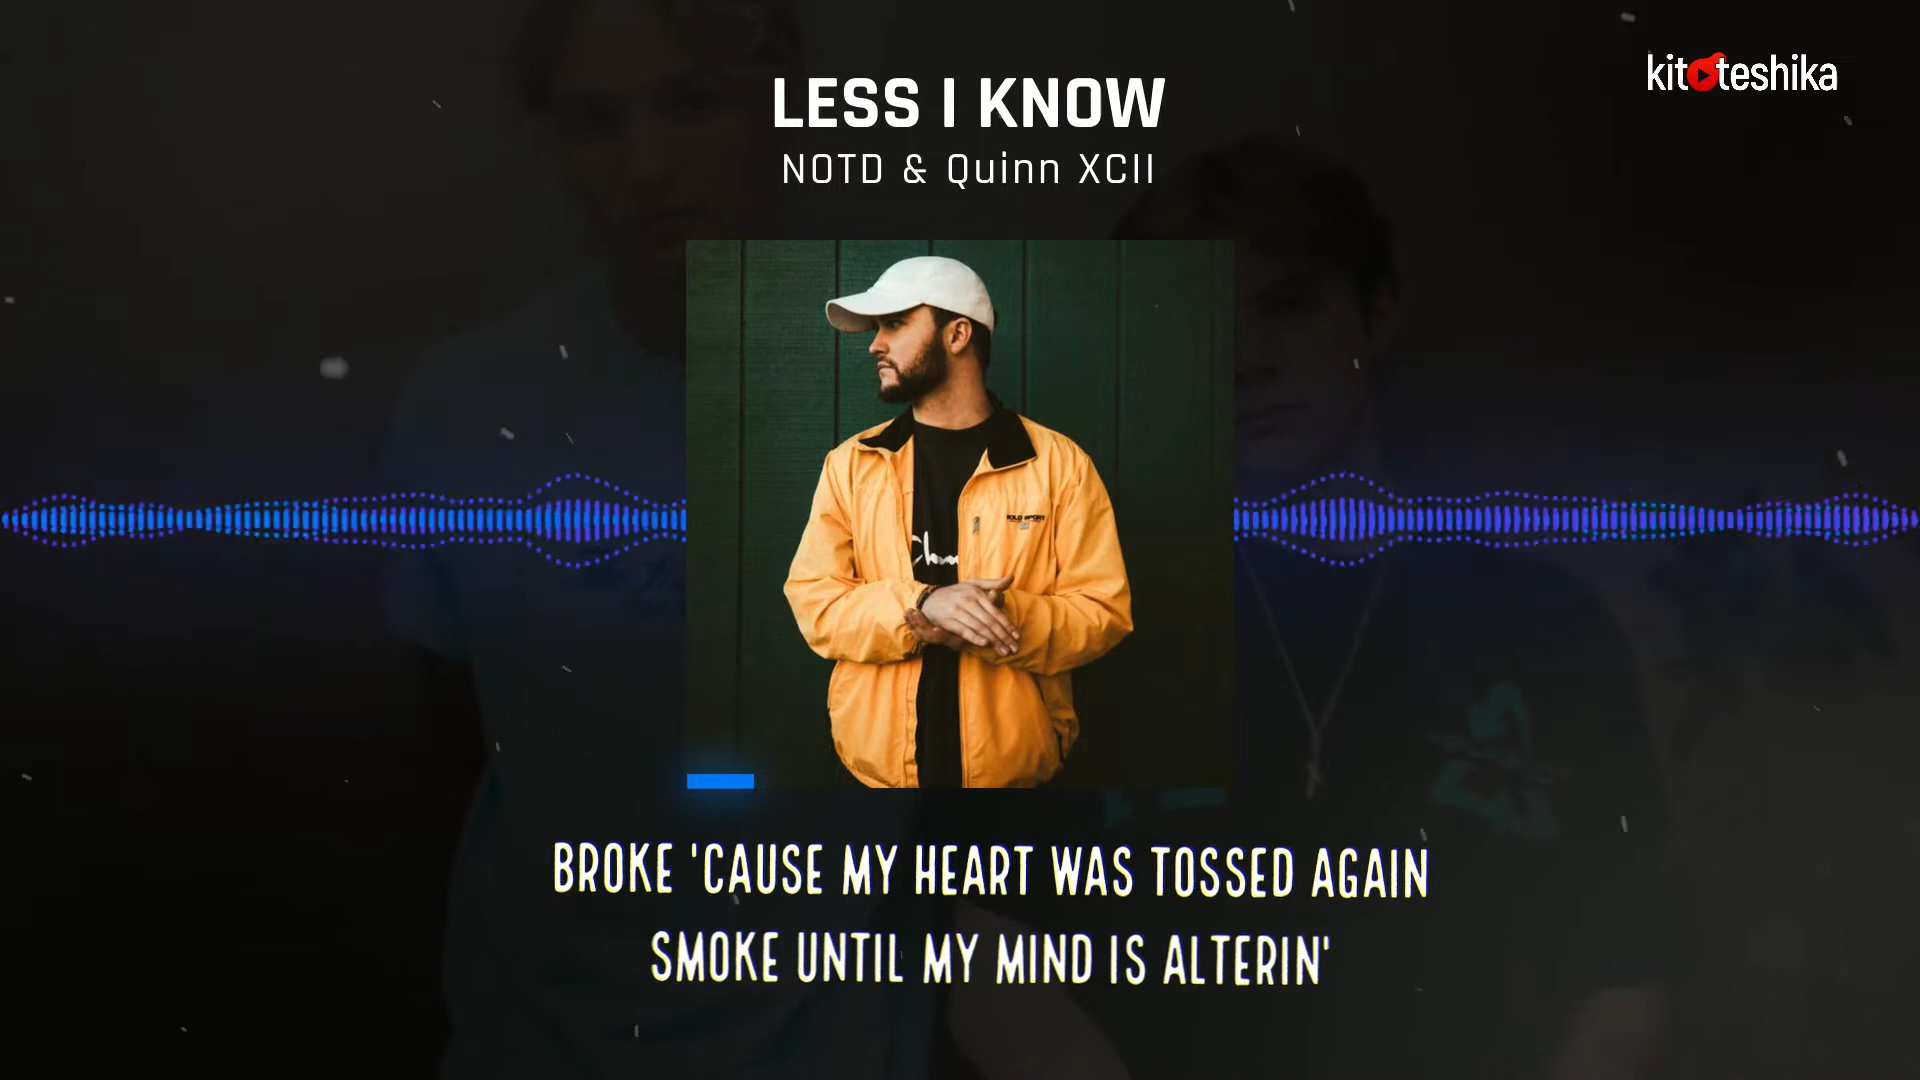 LESS I KNOW
NOTD & Quinn XCII
kitoteshika
BROKE 'CAUSE MY HEART WAS TOSSED AGAIN
SMOKE UNTIL MY MIND IS ALTERIN'